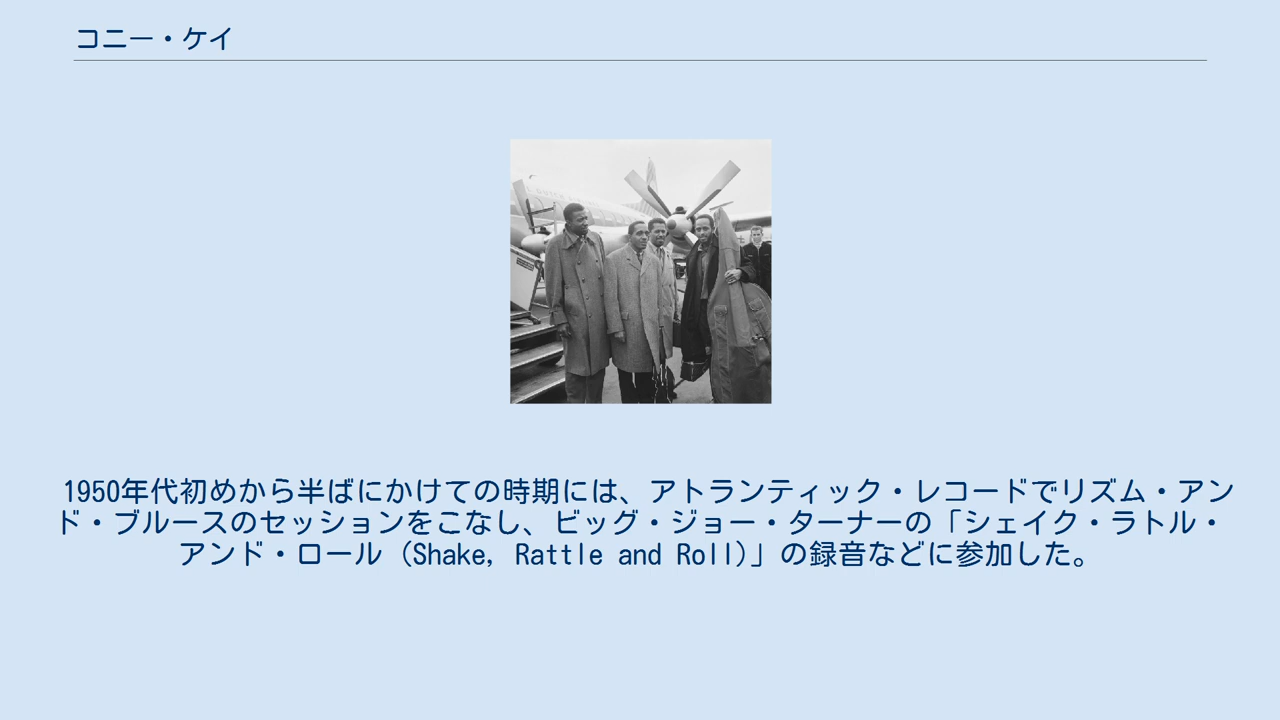 コニー・ケイ
1950年代初めから半ばにかけての時期には、アトランティック・レコードでリズム・アン
ド・ブルースのセッションをこなし、ビッグ・ジョー・ターナーの「シェイク・ラトル・
アンド・ロール (Shake, Rattle and Roll)」の録音などに参加した。